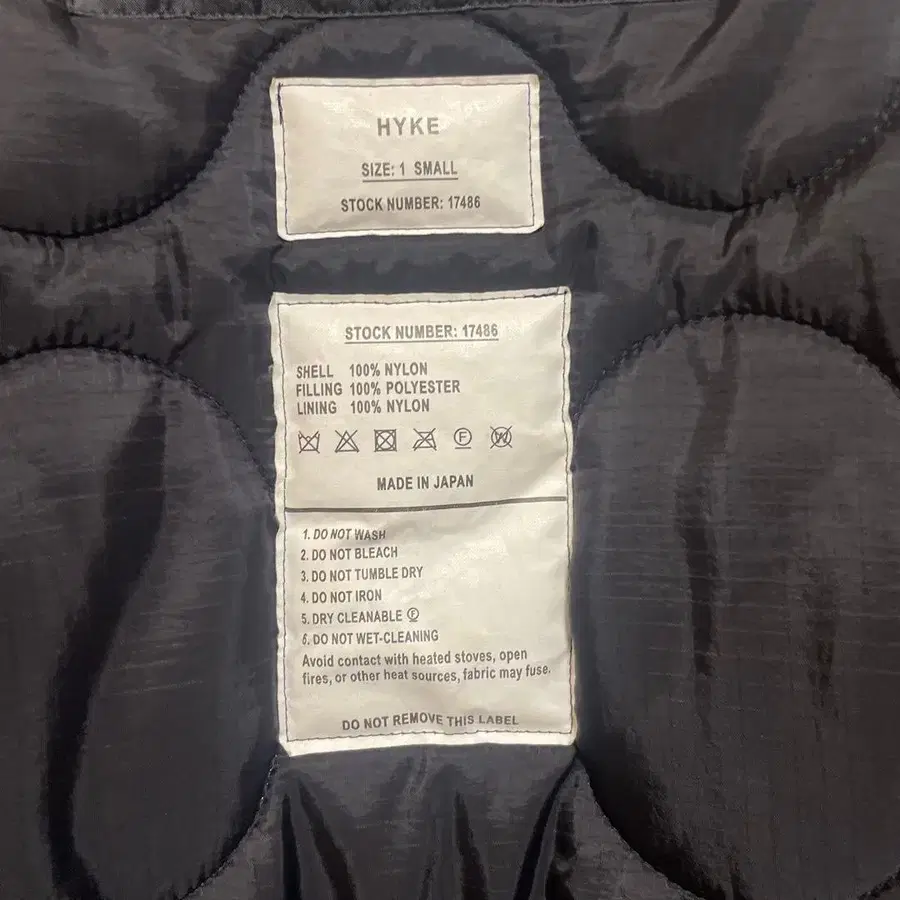 HYKE
SIZE: 1 SMALL
STOCK NUMBER: 17486
STOCK NUMBER: 17486
SHELL 100% NYLON
FILLING 100% POLYESTER
LINING 100% NYLON
F W
MADE IN JAPAN
1. DO NOT WASH
2. DO NOT BLEACH
3. DO NOT TUMBLE DRY
4. DO NOT IRON
5. DRY CLEANABLE Ⓕ
6. DO NOT WET-CLEANING
Avoid contact with heated stoves, open
fires, or other heat sources, fabric may fuse.
DO NOT REMOVE THIS LABEL